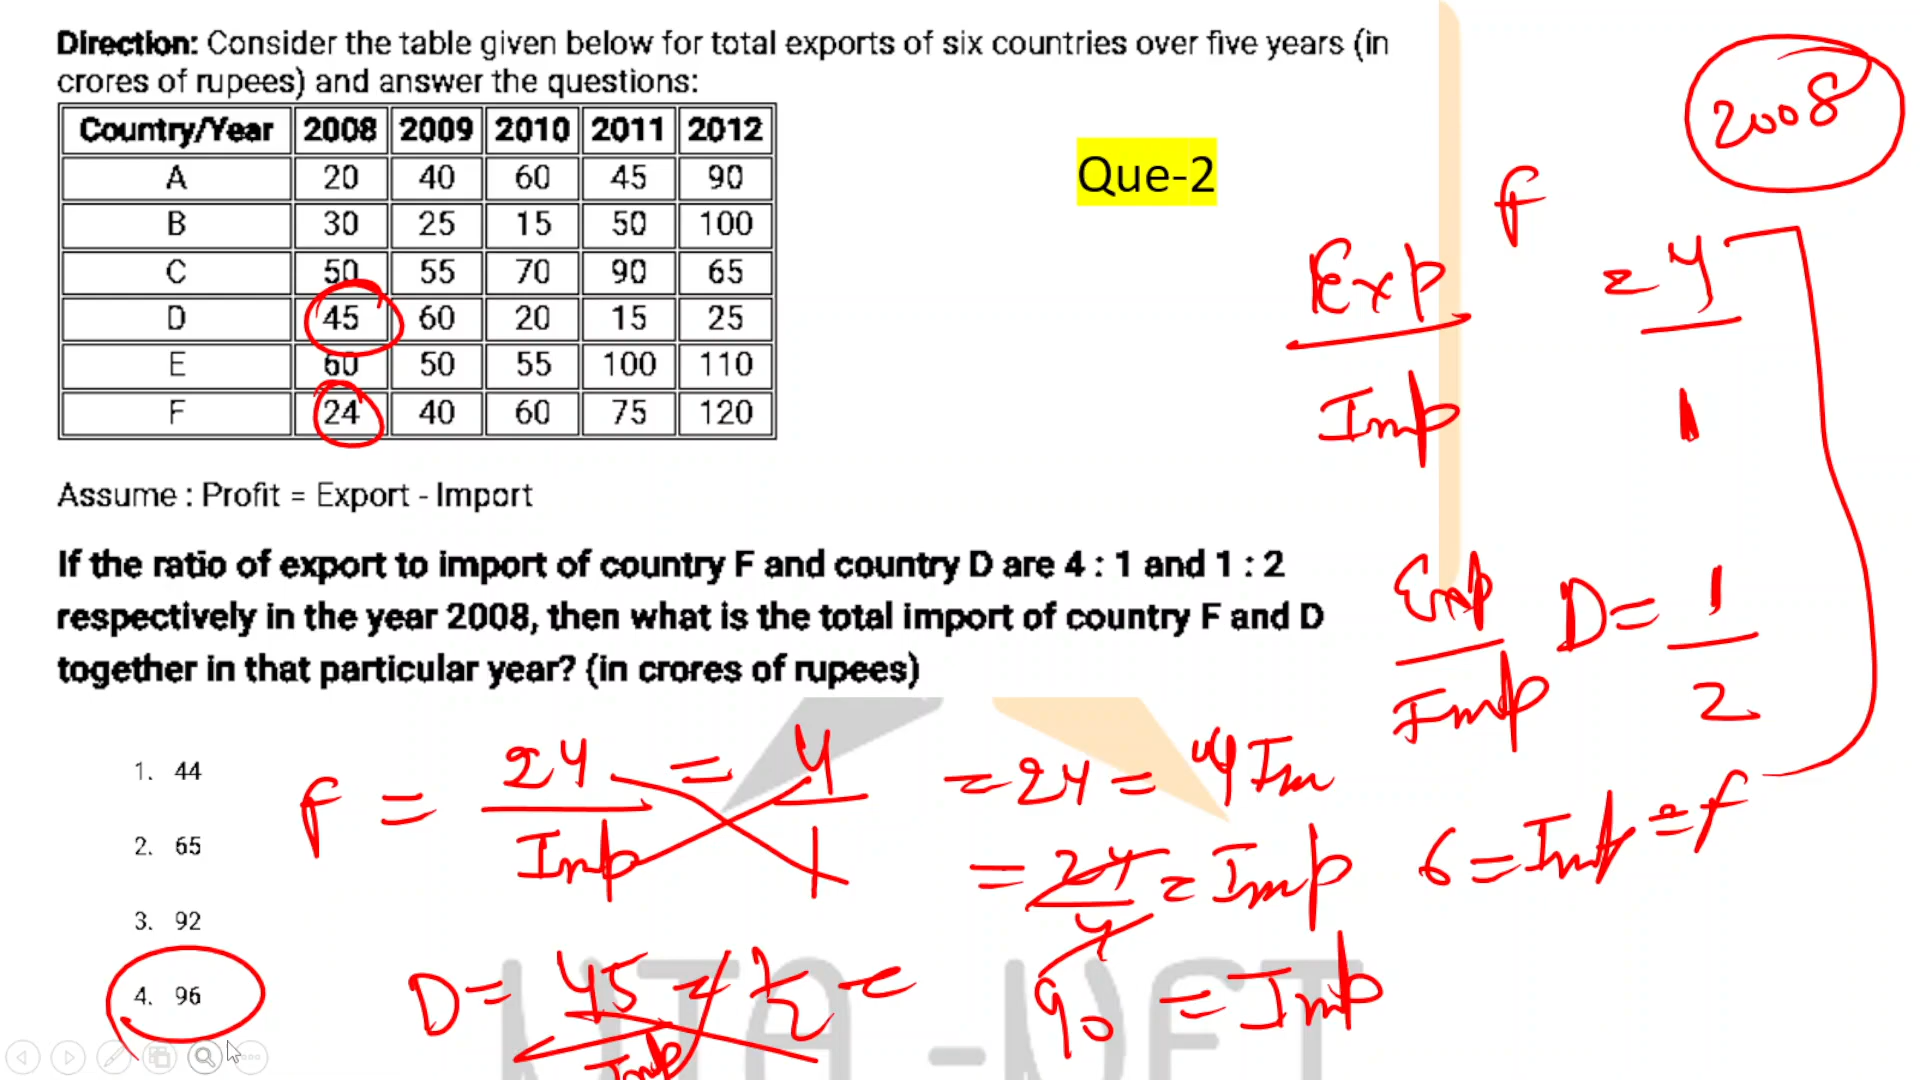 Direction: Consider the table given below for total exports of six countries over five years (in
crores of rupees) and answer the questions:
Country/Year 2008 2009 2010 2011 2012
A 20 40 60 45 90
B 30 25 15 50 100
C 50 55 70 90 65
D 45 60 20 15 25
E 60 50 55 100 110
F 24 40 60 75 120
Que-2
2008
F
Exp = 4
Imp 1
Assume : Profit = Export - Import
If the ratio of export to import of country F and country D are 4 : 1 and 1 : 2
respectively in the year 2008, then what is the total import of country F and D
together in that particular year? (in crores of rupees)
Exp D = 1
Imp 2
1. 44
2. 65
3. 92
4. 96
F = 24 = 4
Imp 1
= 24 = 4 Im
= 24 = Imp
4
6 = Imp = F
D = 45 = 1/2 =
Imp
90 = Imp